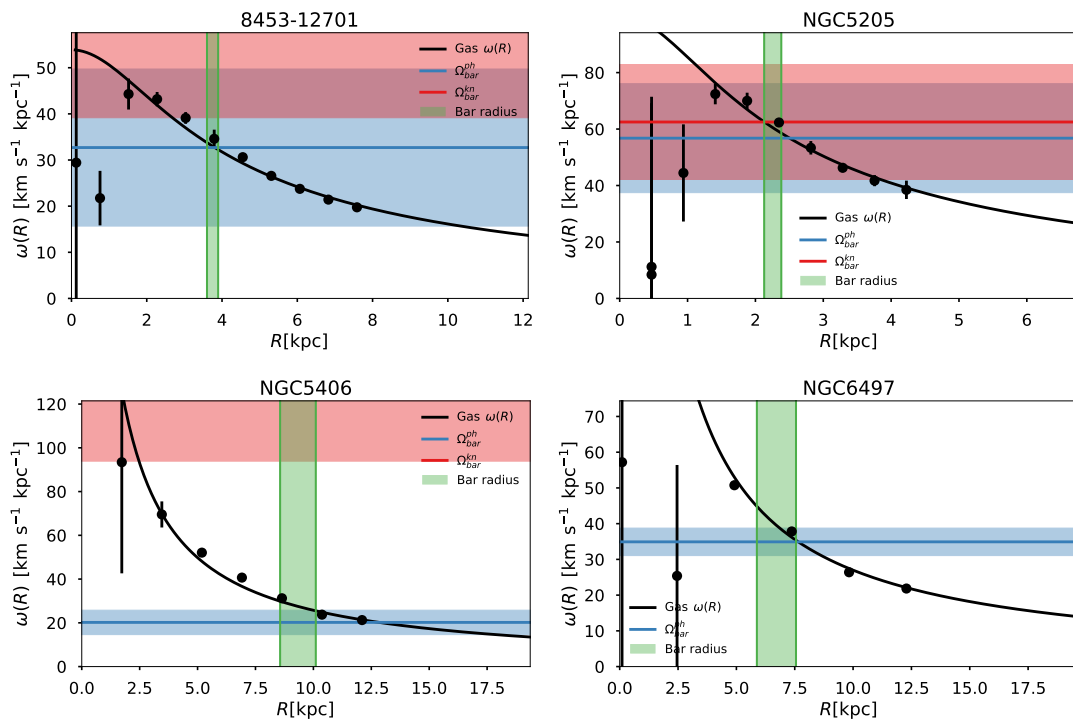 8453-12701
ω(R) [km s⁻¹ kpc⁻¹]
50
40
30
20
10
0
Gas ω(R)
Ω_bar^ph
Ω_bar^kn
Bar radius
0 2 4 6 8 10 12
R[kpc]
NGC5205
ω(R) [km s⁻¹ kpc⁻¹]
80
60
40
20
0
Gas ω(R)
Ω_bar^ph
Ω_bar^kn
Bar radius
0 1 2 3 4 5 6
R[kpc]
NGC5406
ω(R) [km s⁻¹ kpc⁻¹]
120
100
80
60
40
20
0
Gas ω(R)
Ω_bar^ph
Ω_bar^kn
Bar radius
0.0 2.5 5.0 7.5 10.0 12.5 15.0 17.5
R[kpc]
NGC6497
ω(R) [km s⁻¹ kpc⁻¹]
70
60
50
40
30
20
10
0
Gas ω(R)
Ω_bar^ph
Bar radius
0.0 2.5 5.0 7.5 10.0 12.5 15.0 17.5
R[kpc]